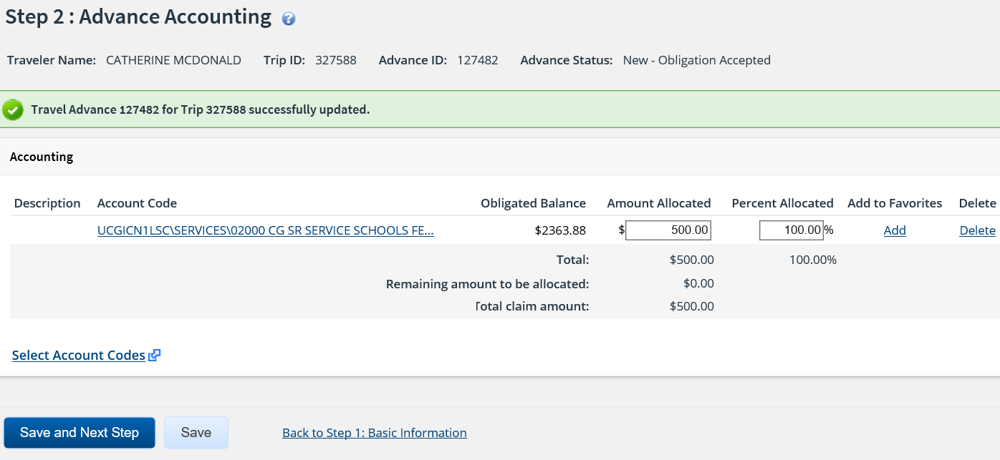 Step 2 : Advance Accounting ?
Traveler Name: CATHERINE MCDONALD Trip ID: 327588 Advance ID: 127482 Advance Status: New - Obligation Accepted
Travel Advance 127482 for Trip 327588 successfully updated.
Accounting
Description Account Code Obligated Balance Amount Allocated Percent Allocated Add to Favorites Delete
UCGICN1LSC\SERVICES\02000 CG SR SERVICE SCHOOLS FE... $2363.88 $ 500.00 100.00 % Add Delete
Total: $500.00 100.00%
Remaining amount to be allocated: $0.00
Total claim amount: $500.00
Select Account Codes
Save and Next Step Save Back to Step 1: Basic Information